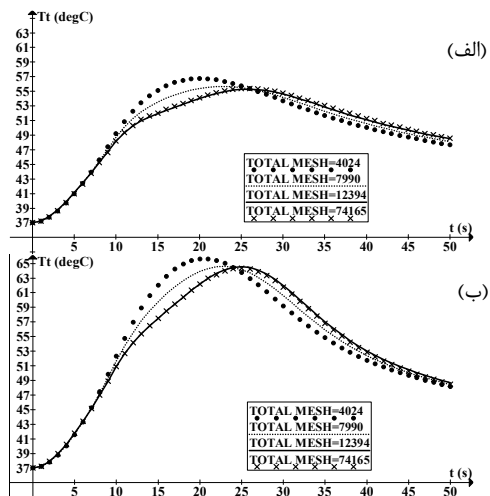 Tt (degC)
63
61
59
57
55
53
51
49
47
45
43
41
39
37
(الف)
TOTAL MESH=4024
TOTAL MESH=7990
TOTAL MESH=12394
TOTAL MESH=74165
t (s)
5 10 15 20 25 30 35 40 45 50
Tt (degC)
65
63
61
59
57
55
53
51
49
47
45
43
41
39
37
(ب)
TOTAL MESH=4024
TOTAL MESH=7990
TOTAL MESH=12394
TOTAL MESH=74165
t (s)
5 10 15 20 25 30 35 40 45 50